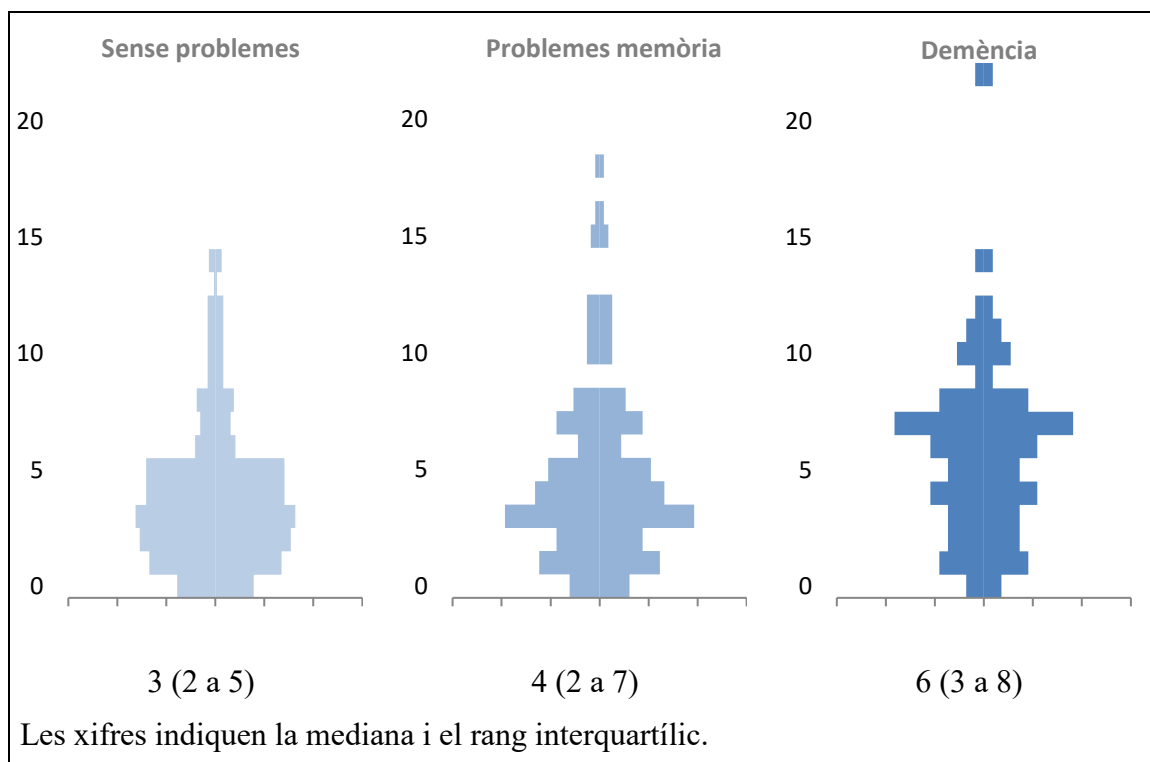 Sense problemes
Problemes memòria
Demència
20
15
10
5
0
20
15
10
5
0
20
15
10
5
0
3 (2 a 5)
4 (2 a 7)
6 (3 a 8)
Les xifres indiquen la mediana i el rang interquartílic.